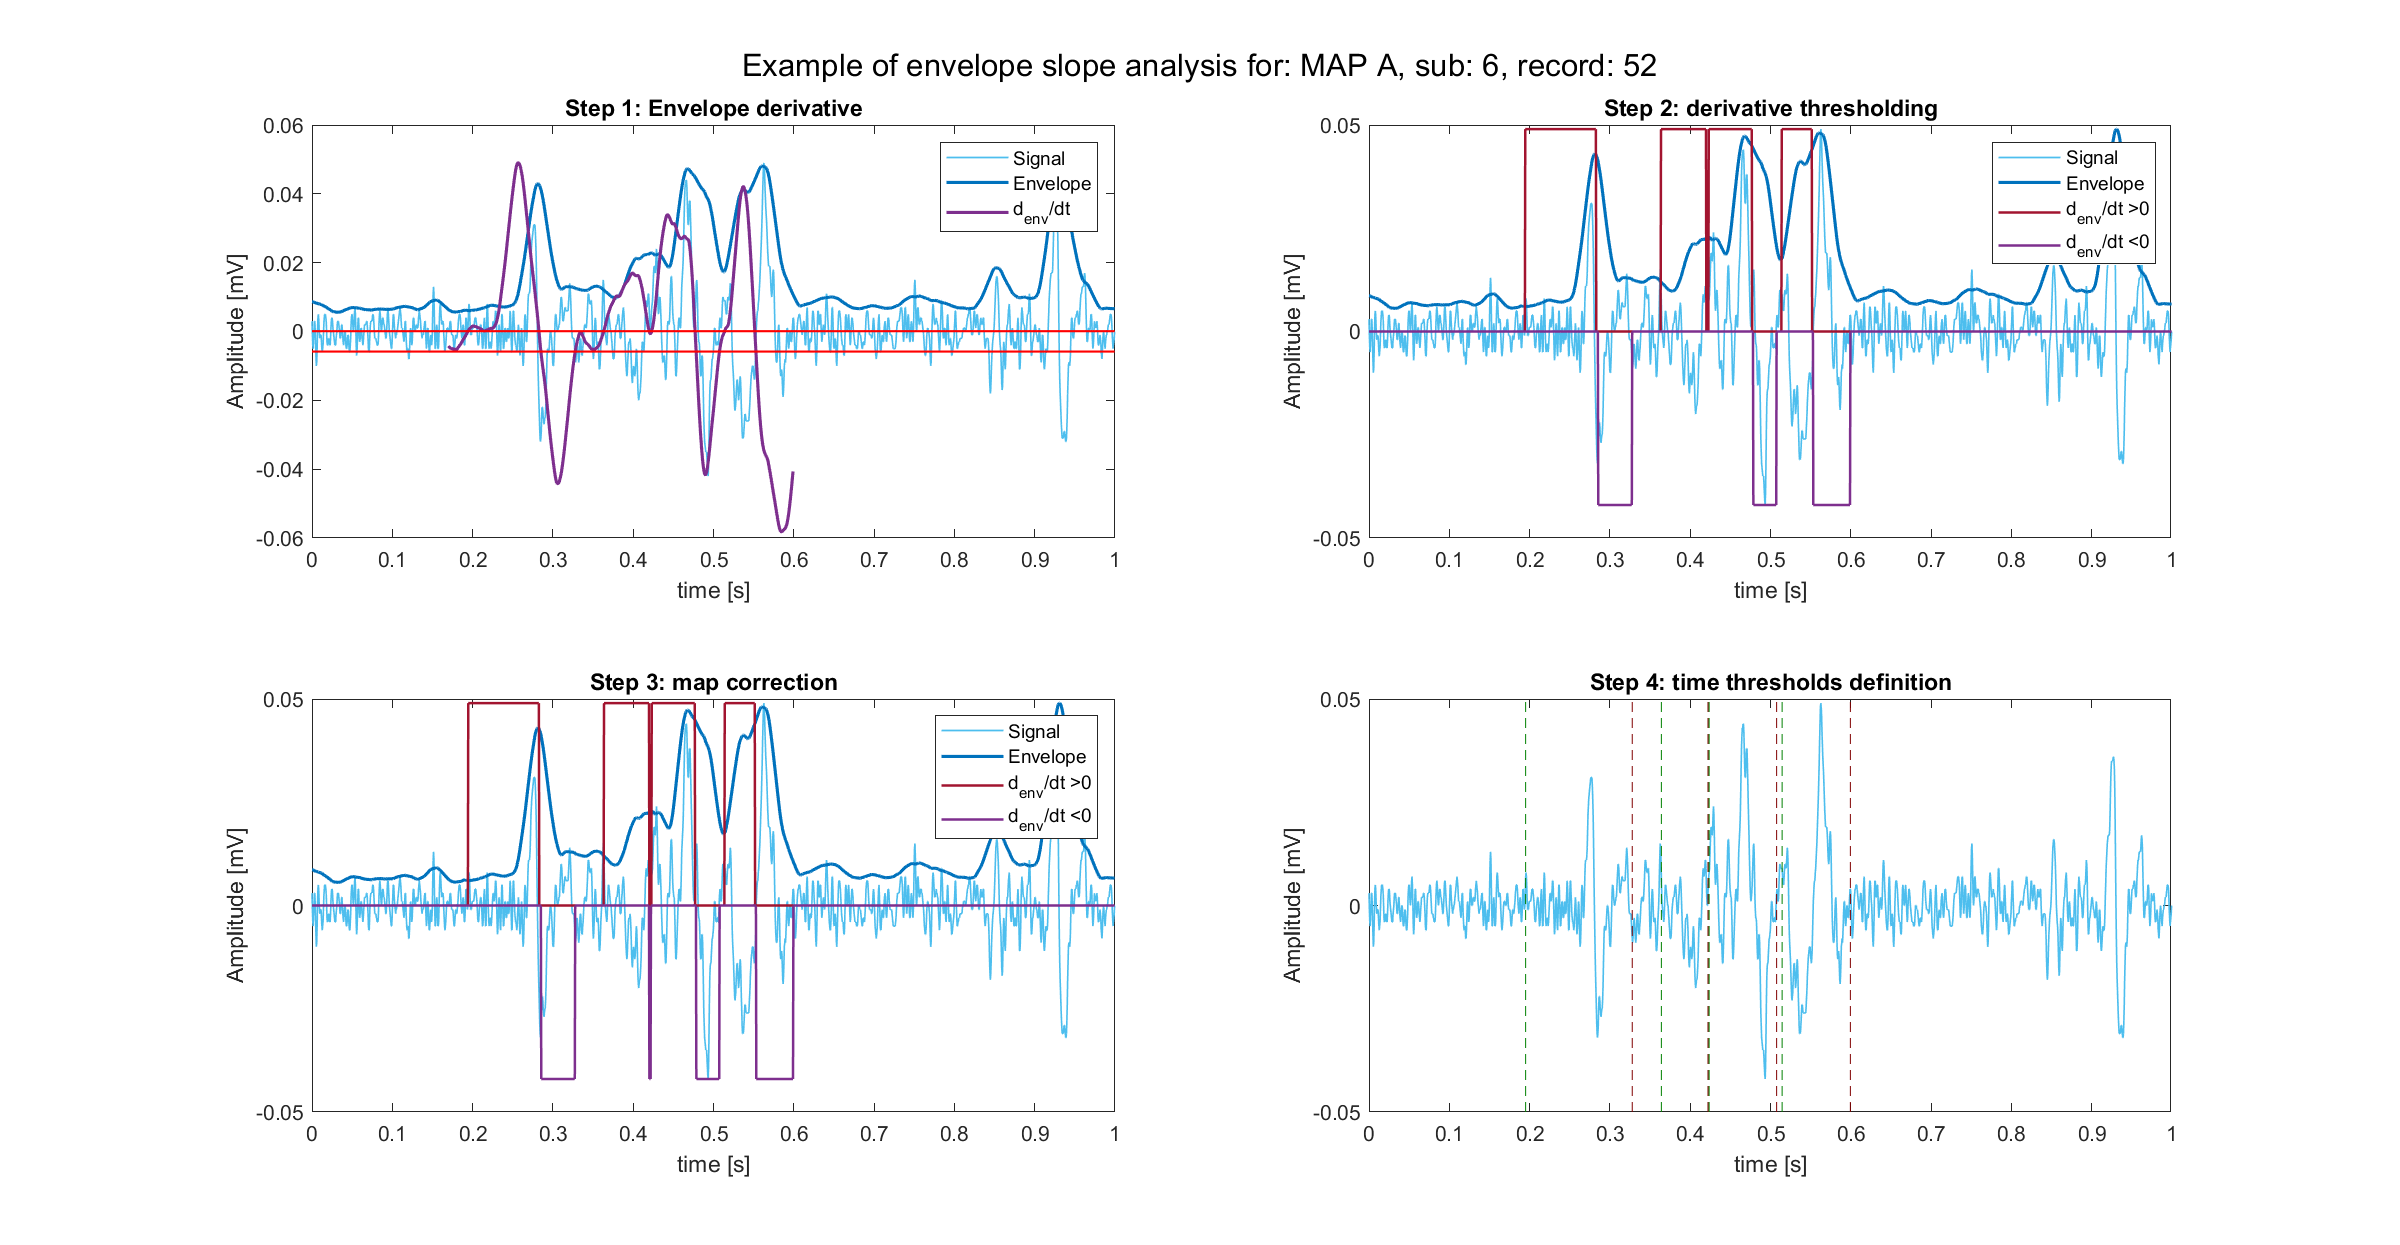 Example of envelope slope analysis for: MAP A, sub: 6, record: 52
Step 1: Envelope derivative
Amplitude [mV]
0.06
0.04
0.02
0
-0.02
-0.04
-0.06
0 0.1 0.2 0.3 0.4 0.5 0.6 0.7 0.8 0.9 1
time [s]
Signal
Envelope
d_env/dt
Step 2: derivative thresholding
Amplitude [mV]
0.05
0
-0.05
0 0.1 0.2 0.3 0.4 0.5 0.6 0.7 0.8 0.9 1
time [s]
Signal
Envelope
d_env/dt >0
d_env/dt <0
Step 3: map correction
Amplitude [mV]
0.05
0
-0.05
0 0.1 0.2 0.3 0.4 0.5 0.6 0.7 0.8 0.9 1
time [s]
Signal
Envelope
d_env/dt >0
d_env/dt <0
Step 4: time thresholds definition
Amplitude [mV]
0.05
0
-0.05
0 0.1 0.2 0.3 0.4 0.5 0.6 0.7 0.8 0.9 1
time [s]